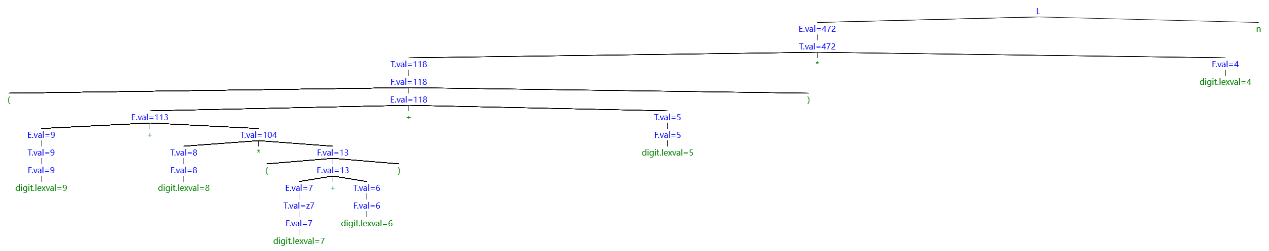 L
E.val=472 n
T.val=472
T.val=118 * F.val=4
F.val=118 digit.lexval=4
( E.val=118 )
E.val=113 + T.val=5
E.val=9 + T.val=104 F.val=5
T.val=9 T.val=8 * F.val=13 digit.lexval=5
F.val=9 F.val=8 ( E.val=13 )
digit.lexval=9 digit.lexval=8 E.val=7 + T.val=6
T.val=z7 F.val=6
F.val=7 digit.lexval=6
digit.lexval=7